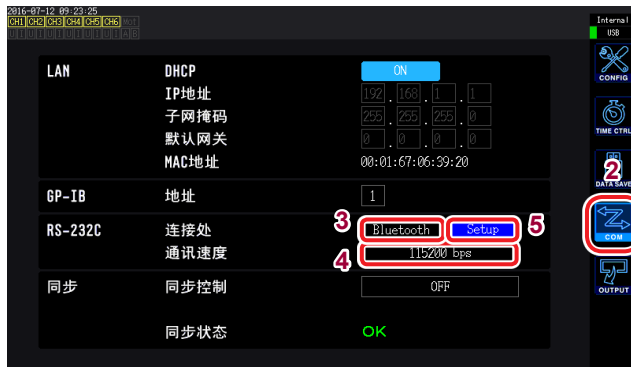 2016-07-12 09:23:25
CH1 CH2 CH3 CH4 CH5 CH6 Mot
U I U I U I U I U I U I A B
Internal
USB
CONFIG
TIME CTRL
2
DATA SAVE
COM
OUTPUT
LAN DHCP ON
IP地址 192 . 168 . 1 . 1
子网掩码 255 . 255 . 255 . 0
默认网关 0 . 0 . 0 . 0
MAC地址 00:01:67:06:39:20
GP-IB 地址 1
RS-232C 连接处 3 Bluetooth Setup 5
通讯速度 4 115200 bps
同步 同步控制 OFF
同步状态 OK